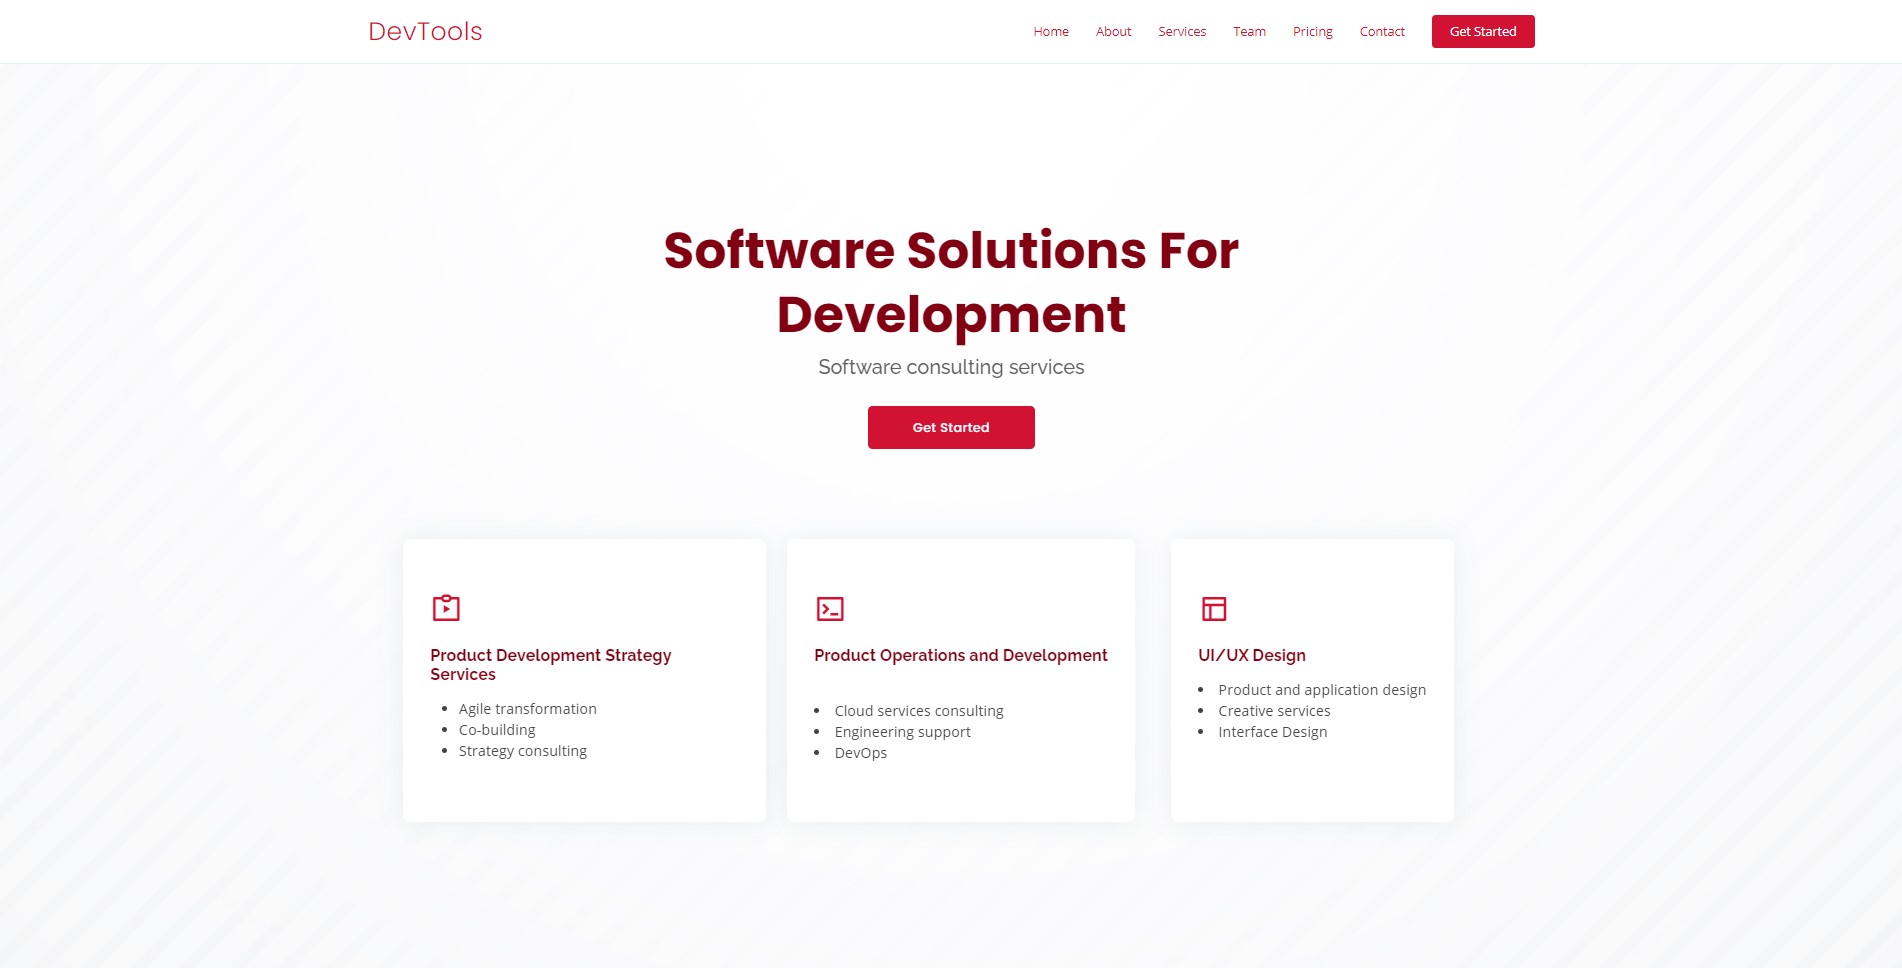 DevTools
Home About Services Team Pricing Contact Get Started
Software Solutions For
Development
Software consulting services
Get Started
Product Development Strategy
Services
Agile transformation
Co-building
Strategy consulting
Product Operations and Development
Cloud services consulting
Engineering support
DevOps
UI/UX Design
Product and application design
Creative services
Interface Design